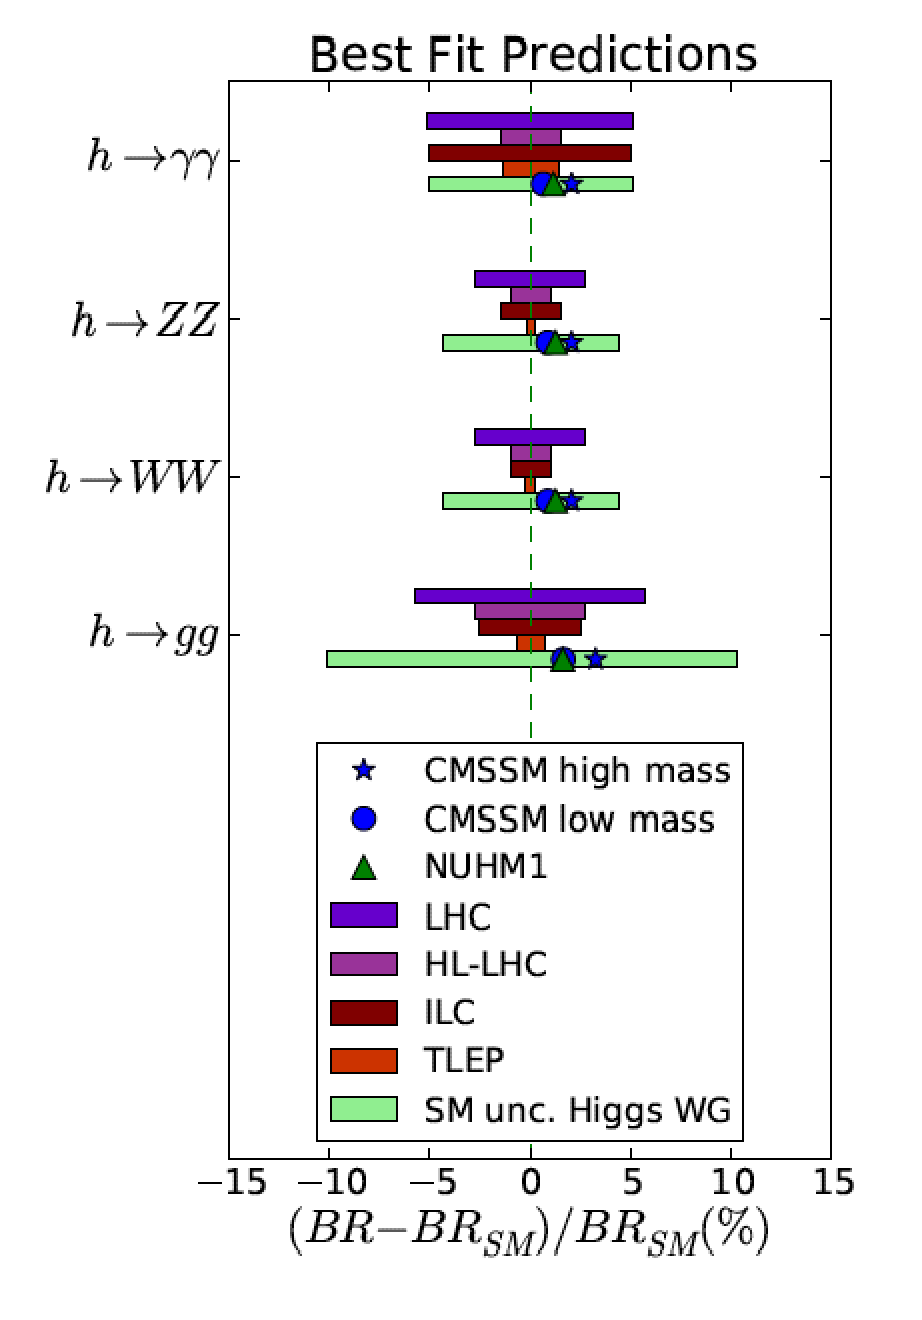 Best Fit Predictions
h→γγ
h→ZZ
h→WW
h→gg
CMSSM high mass
CMSSM low mass
NUHM1
LHC
HL-LHC
ILC
TLEP
SM unc. Higgs WG
−15 −10 −5 0 5 10 15
(BR−BR_SM)/BR_SM(%)